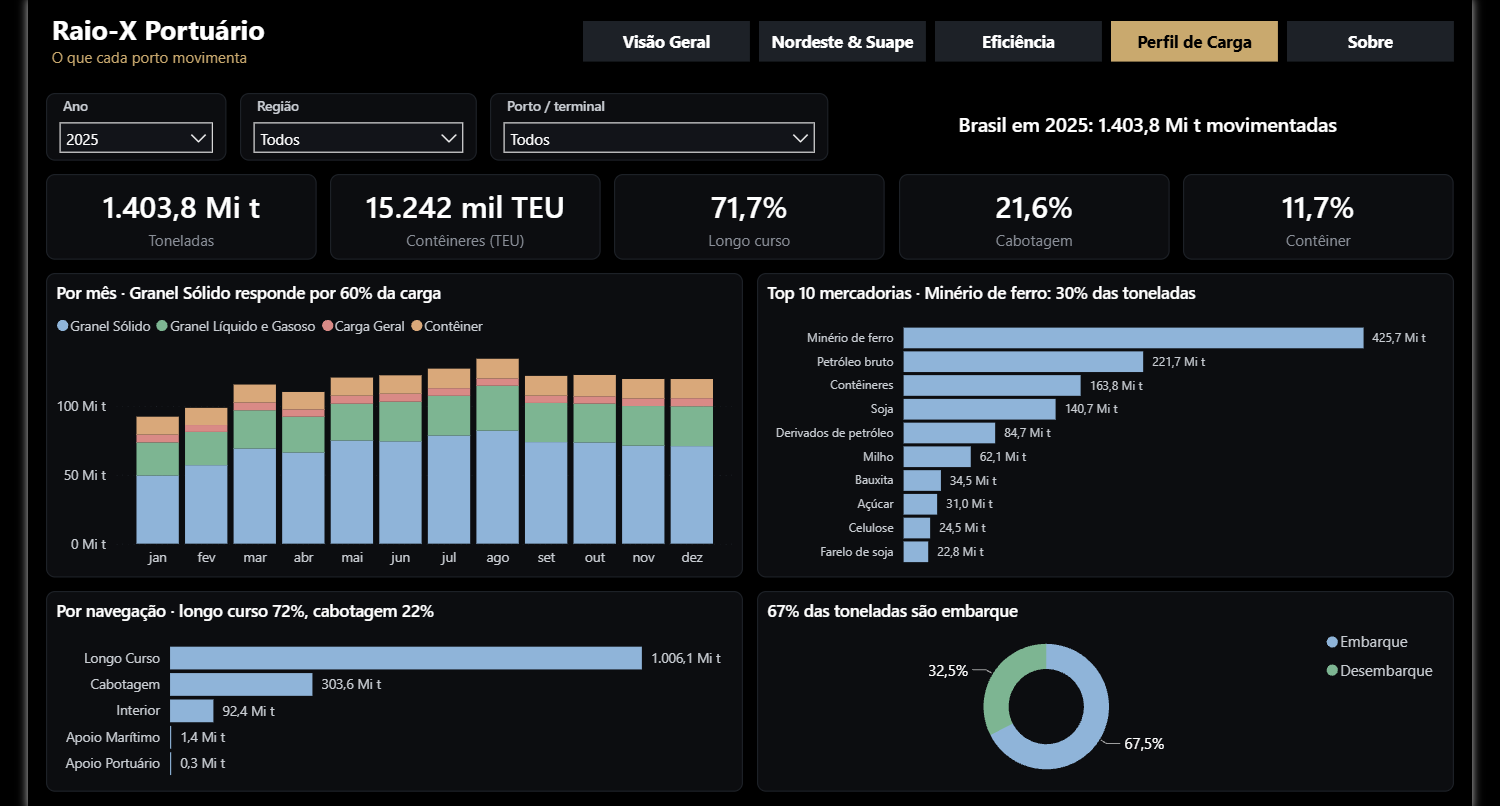 Raio-X Portuário
O que cada porto movimenta
Visão Geral
Nordeste & Suape
Eficiência
Perfil de Carga
Sobre
Ano
2025
Região
Todos
Porto / terminal
Todos
Brasil em 2025: 1.403,8 Mi t movimentadas
1.403,8 Mi t
Toneladas
15.242 mil TEU
Contêineres (TEU)
71,7%
Longo curso
21,6%
Cabotagem
11,7%
Contêiner
Por mês · Granel Sólido responde por 60% da carga
Granel Sólido
Granel Líquido e Gasoso
Carga Geral
Contêiner
100 Mi t
50 Mi t
0 Mi t
jan
fev
mar
abr
mai
jun
jul
ago
set
out
nov
dez
Top 10 mercadorias · Minério de ferro: 30% das toneladas
Minério de ferro 425,7 Mi t
Petróleo bruto 221,7 Mi t
Contêineres 163,8 Mi t
Soja 140,7 Mi t
Derivados de petróleo 84,7 Mi t
Milho 62,1 Mi t
Bauxita 34,5 Mi t
Açúcar 31,0 Mi t
Celulose 24,5 Mi t
Farelo de soja 22,8 Mi t
Por navegação · longo curso 72%, cabotagem 22%
Longo Curso 1.006,1 Mi t
Cabotagem 303,6 Mi t
Interior 92,4 Mi t
Apoio Marítimo 1,4 Mi t
Apoio Portuário 0,3 Mi t
67% das toneladas são embarque
Embarque
Desembarque
32,5%
67,5%